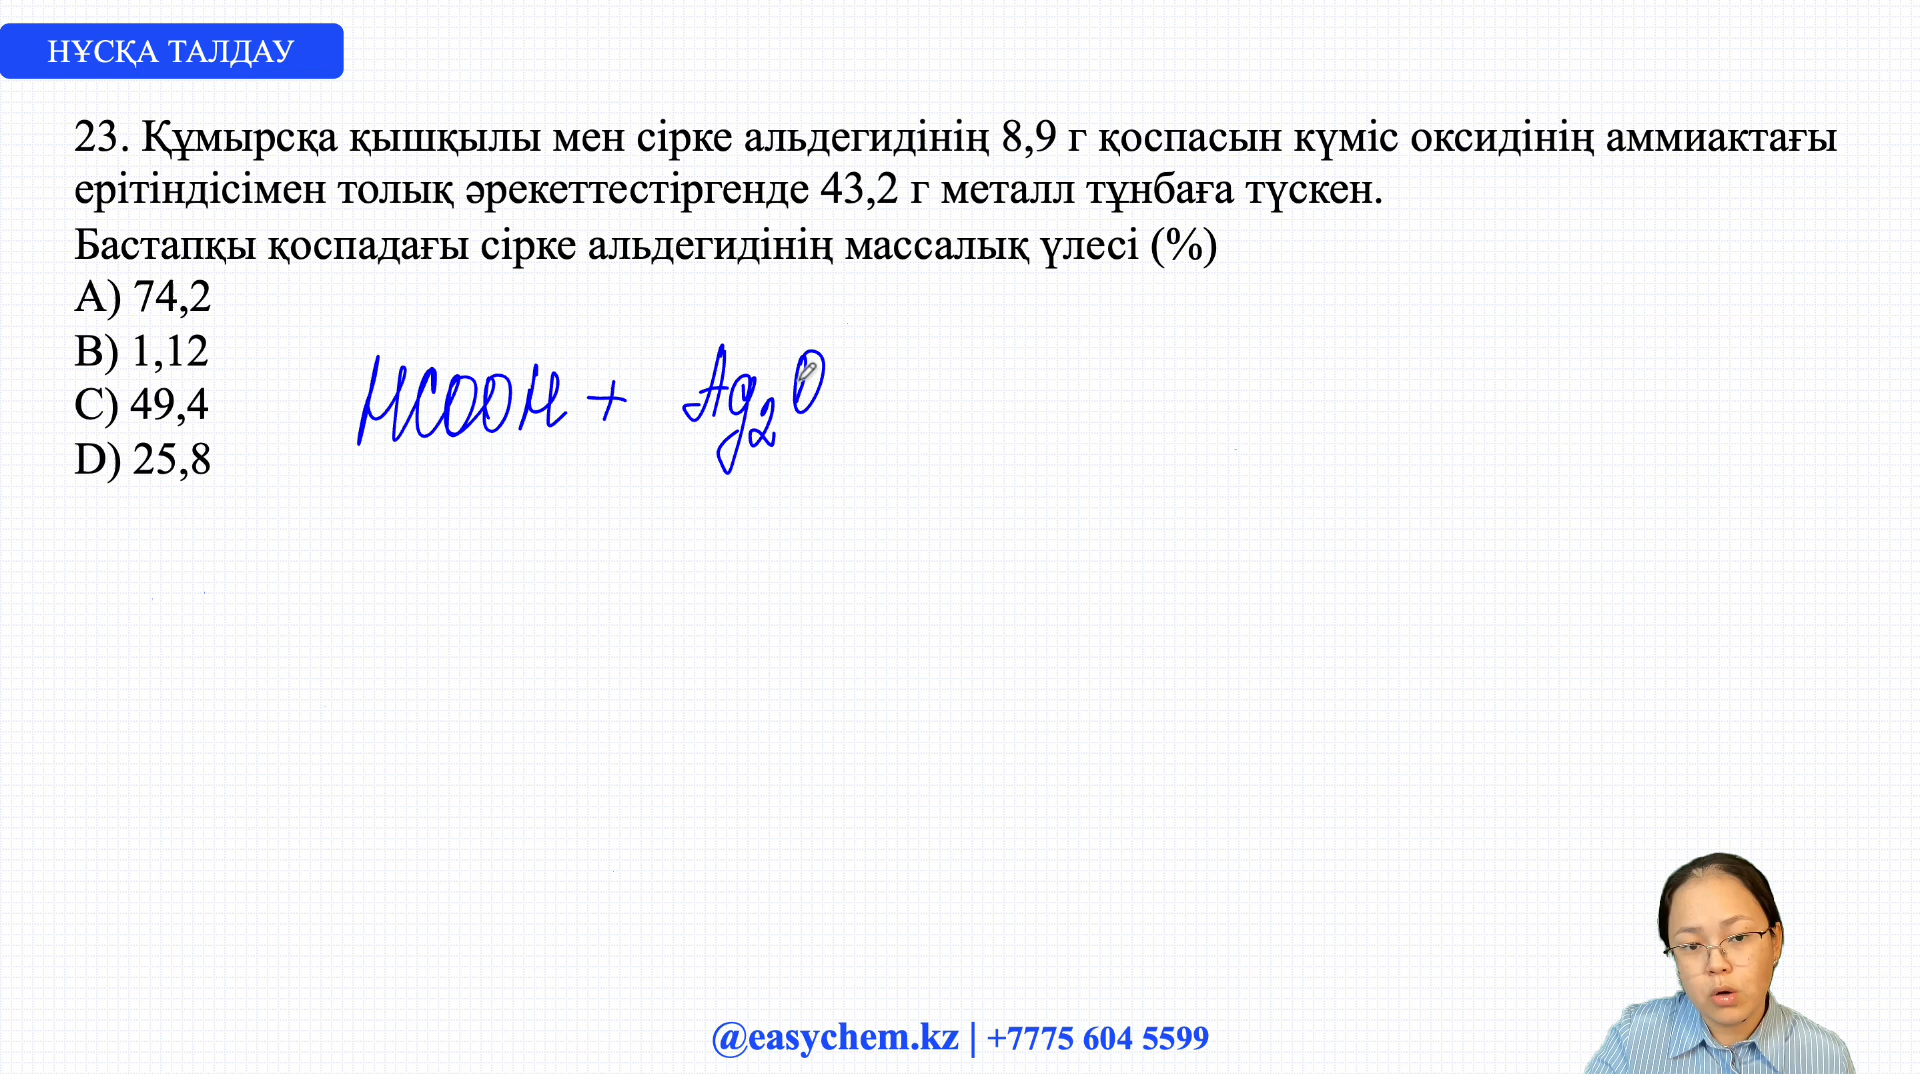 НҰСҚА ТАЛДАУ
23. Құмырсқа қышқылы мен сірке альдегидінің 8,9 г қоспасын күміс оксидінің аммиактағы
ерітіндісімен толық әрекеттестіргенде 43,2 г металл тұнбаға түскен.
Бастапқы қоспадағы сірке альдегидінің массалық үлесі (%)
A) 74,2
B) 1,12
C) 49,4
D) 25,8
HCOOH + Ag₂O
@easychem.kz | +7775 604 5599